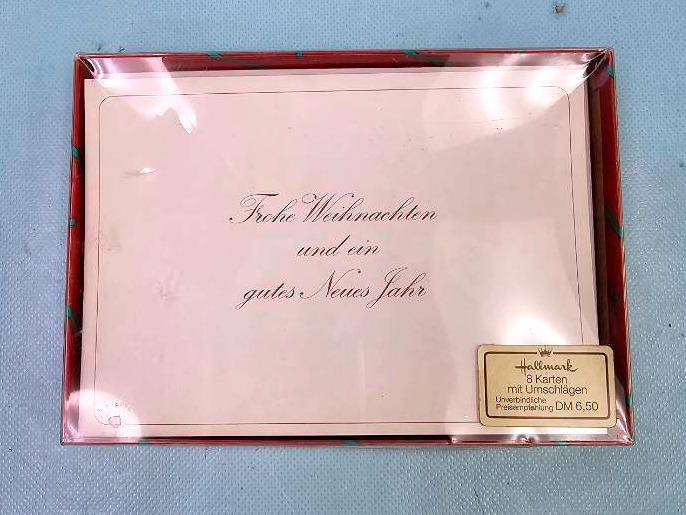 Frohe Weihnachten
und ein
gutes Neues Jahr
Hallmark
8 Karten
mit Umschlägen
Unverbindliche
Preisempfehlung DM 6,50